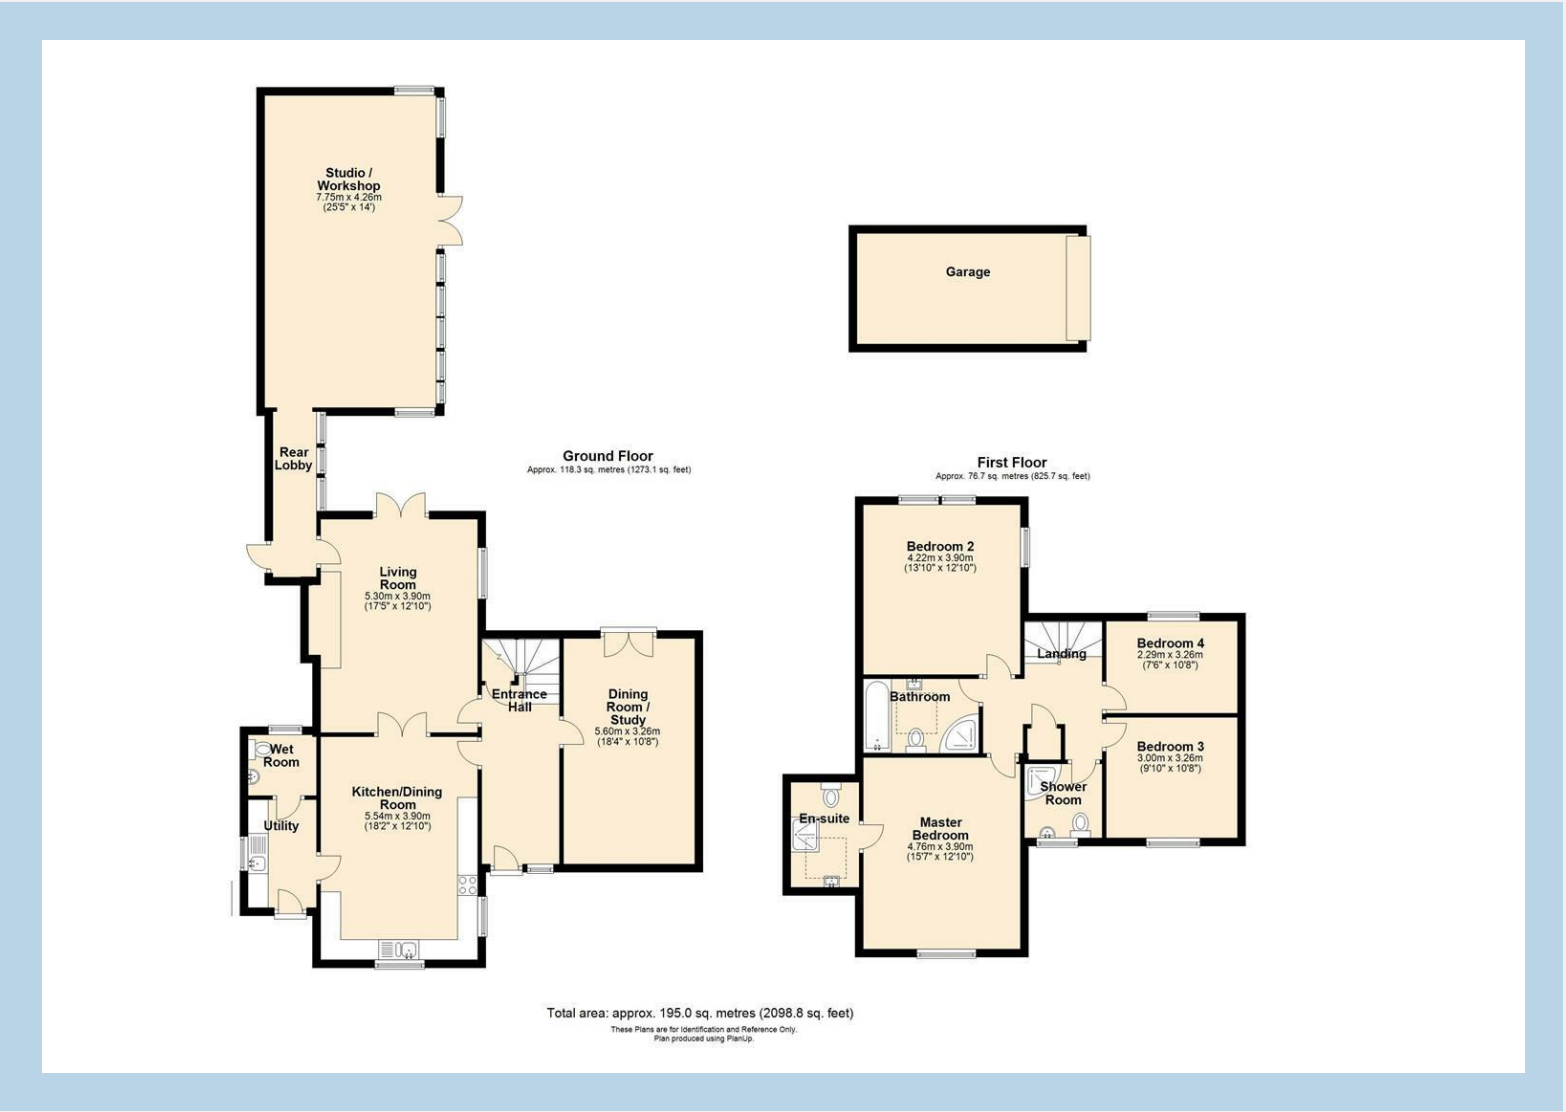 Studio /
Workshop
7.75m x 4.26m
(25'5" x 14')
Garage
Rear
Lobby
Ground Floor
Approx. 118.3 sq. metres (1273.1 sq. feet)
First Floor
Approx. 76.7 sq. metres (825.7 sq. feet)
Living
Room
5.30m x 3.90m
(17'5" x 12'10")
Bedroom 2
4.22m x 3.90m
(13'10" x 12'10")
Entrance
Hall
Dining
Room /
Study
5.60m x 3.26m
(18'4" x 10'8")
Landing
Bedroom 4
2.29m x 3.26m
(7'6" x 10'8")
Bathroom
Wet
Room
Kitchen/Dining
Room
5.54m x 3.90m
(18'2" x 12'10")
Utility
Bedroom 3
3.00m x 3.26m
(9'10" x 10'8")
Shower
Room
En-suite
Master
Bedroom
4.76m x 3.90m
(15'7" x 12'10")
Total area: approx. 195.0 sq. metres (2098.8 sq. feet)
These Plans are for Identification and Reference Only.
Plan produced using PlanUp.